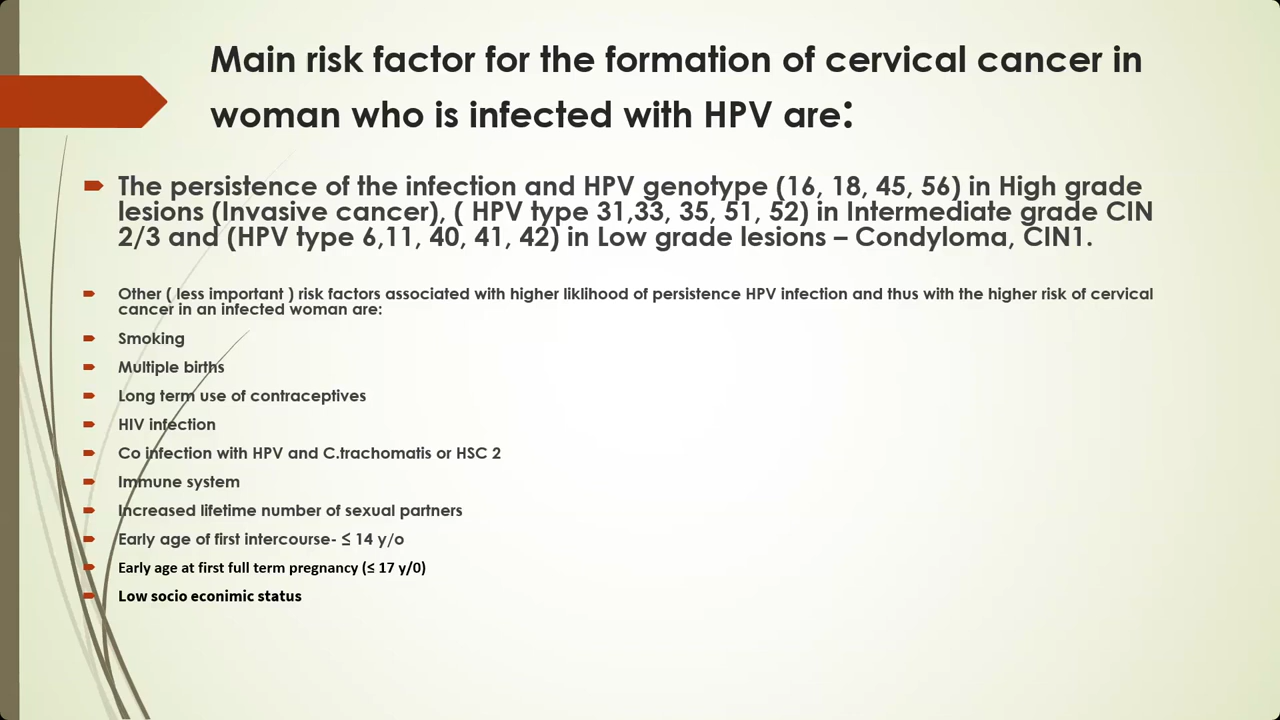 Main risk factor for the formation of cervical cancer in
woman who is infected with HPV are:
The persistence of the infection and HPV genotype (16, 18, 45, 56) in High grade
lesions (Invasive cancer), ( HPV type 31,33, 35, 51, 52) in Intermediate grade CIN
2/3 and (HPV type 6,11, 40, 41, 42) in Low grade lesions – Condyloma, CIN1.
Other ( less important ) risk factors associated with higher liklihood of persistence HPV infection and thus with the higher risk of cervical
cancer in an infected woman are:
Smoking
Multiple births
Long term use of contraceptives
HIV infection
Co infection with HPV and C.trachomatis or HSC 2
Immune system
Increased lifetime number of sexual partners
Early age of first intercourse- ≤ 14 y/o
Early age at first full term pregnancy (≤ 17 y/0)
Low socio econimic status